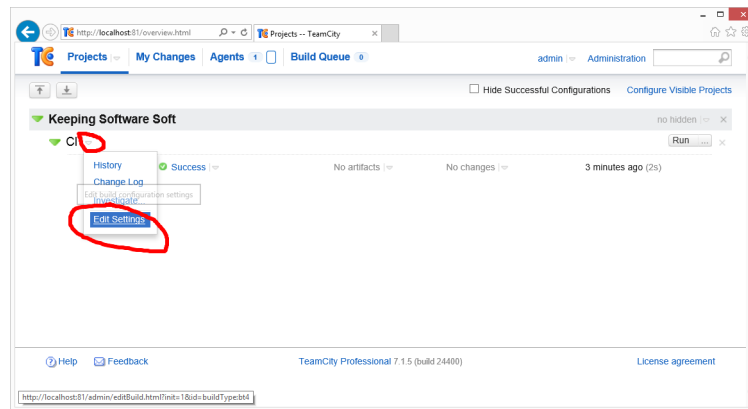 http://localhost:81/overview.html
TC Projects -- TeamCity
TC Projects My Changes Agents 1 Build Queue 0 admin Administration
Hide Successful Configurations Configure Visible Projects
Keeping Software Soft no hidden
CI Run ...
History Success No artifacts No changes 3 minutes ago (2s)
Change Log
Edit build configuration settings
Investigate...
Edit Settings
Help Feedback TeamCity Professional 7.1.5 (build 24400) License agreement
http://localhost:81/admin/editBuild.html?init=1&id=buildType:bt4